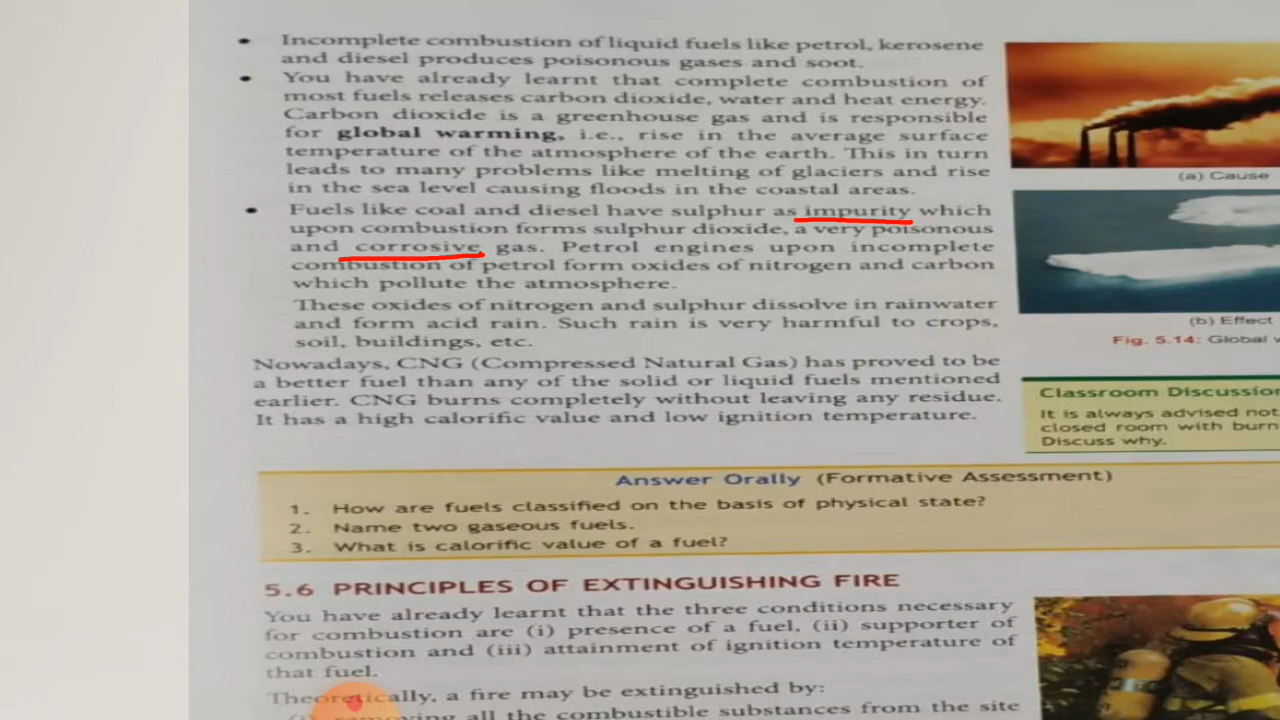 • Incomplete combustion of liquid fuels like petrol, kerosene
and diesel produces poisonous gases and soot.
• You have already learnt that complete combustion of
most fuels releases carbon dioxide, water and heat energy.
Carbon dioxide is a greenhouse gas and is responsible
for global warming, i.e., rise in the average surface
temperature of the atmosphere of the earth. This in turn
leads to many problems like melting of glaciers and rise
in the sea level causing floods in the coastal areas.
• Fuels like coal and diesel have sulphur as impurity which
upon combustion forms sulphur dioxide, a very poisonous
and corrosive gas. Petrol engines upon incomplete
combustion of petrol form oxides of nitrogen and carbon
which pollute the atmosphere.
These oxides of nitrogen and sulphur dissolve in rainwater
and form acid rain. Such rain is very harmful to crops,
soil, buildings, etc.
Nowadays, CNG (Compressed Natural Gas) has proved to be
a better fuel than any of the solid or liquid fuels mentioned
earlier. CNG burns completely without leaving any residue.
It has a high calorific value and low ignition temperature.
(a) Cause
(b) Effect
Fig. 5.14: Global
Classroom Discussion
It is always advised not
closed room with burn
Discuss why.
Answer Orally (Formative Assessment)
1. How are fuels classified on the basis of physical state?
2. Name two gaseous fuels.
3. What is calorific value of a fuel?
5.6 PRINCIPLES OF EXTINGUISHING FIRE
You have already learnt that the three conditions necessary
for combustion are (i) presence of a fuel, (ii) supporter of
combustion and (iii) attainment of ignition temperature of
that fuel.
Theoretically, a fire may be extinguished by:
removing all the combustible substances from the site